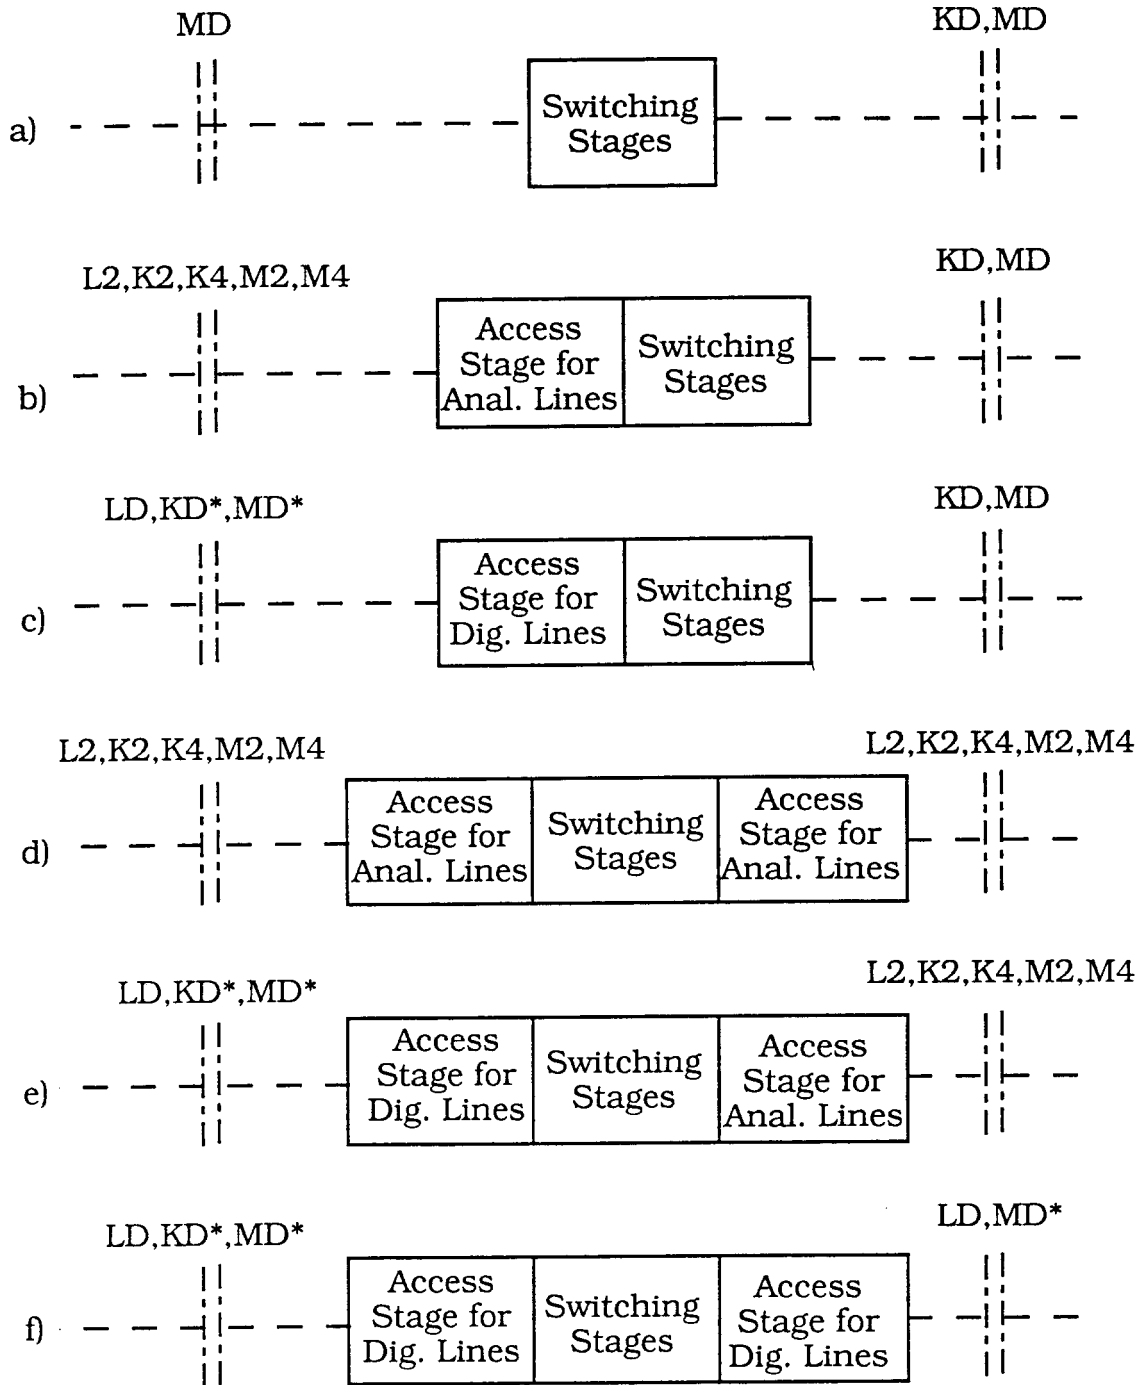 MD
KD,MD
a)
Switching
Stages
L2,K2,K4,M2,M4
KD,MD
b)
Access
Stage for
Anal. Lines
Switching
Stages
LD,KD*,MD*
KD,MD
c)
Access
Stage for
Dig. Lines
Switching
Stages
L2,K2,K4,M2,M4
L2,K2,K4,M2,M4
d)
Access
Stage for
Anal. Lines
Switching
Stages
Access
Stage for
Anal. Lines
LD,KD*,MD*
L2,K2,K4,M2,M4
e)
Access
Stage for
Dig. Lines
Switching
Stages
Access
Stage for
Anal. Lines
LD,KD*,MD*
LD,MD*
f)
Access
Stage for
Dig. Lines
Switching
Stages
Access
Stage for
Dig. Lines